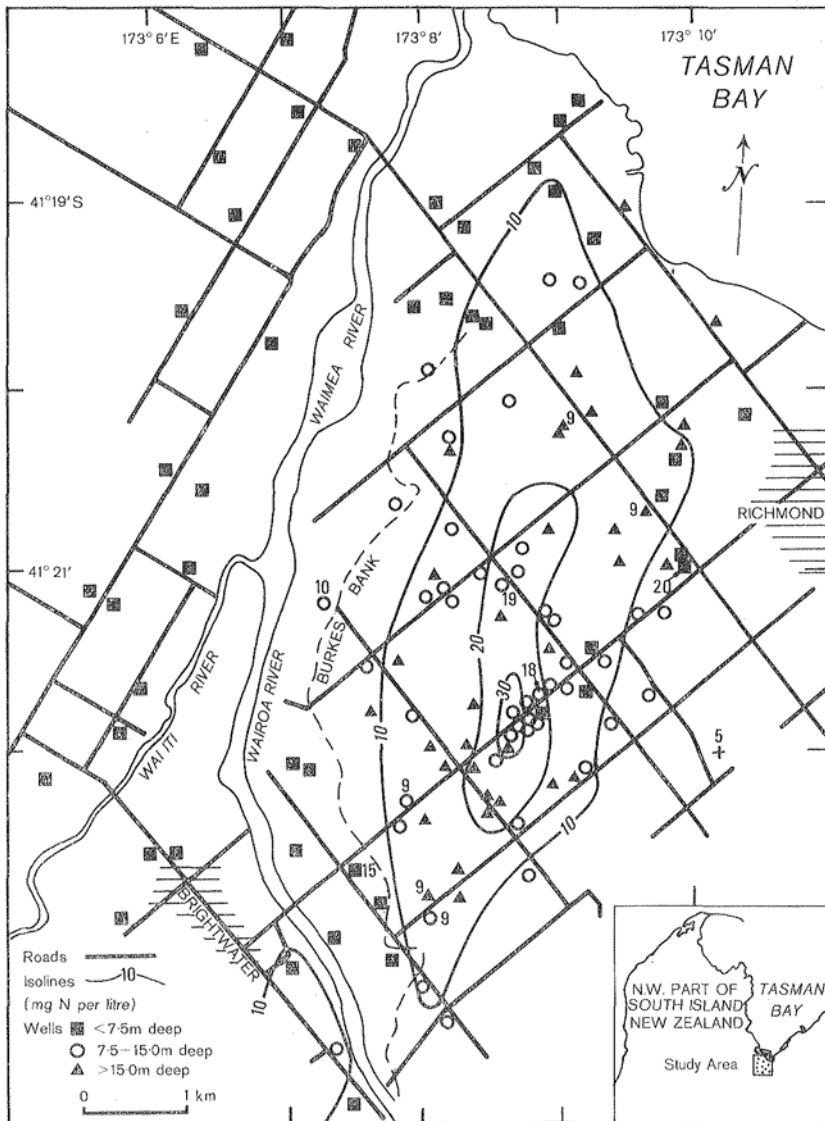 173° 6' E
173° 8'
173° 10'
TASMAN
BAY
N
41° 19' S
10
WAIMEA
RIVER
9
9
RICHMOND
41° 21'
10
BURKES
BANK
19
20
20
18
30
10
10
WAIROA RIVER
WAI ITI
RIVER
5
9
10
15
9
9
BRIGHTWATER
10
Roads
Isolines
10
(mg N per litre)
Wells
<7·5m deep
7·5–15·0m deep
>15·0m deep
0
1 km
N.W. PART OF
SOUTH ISLAND
NEW ZEALAND
TASMAN
BAY
Study Area